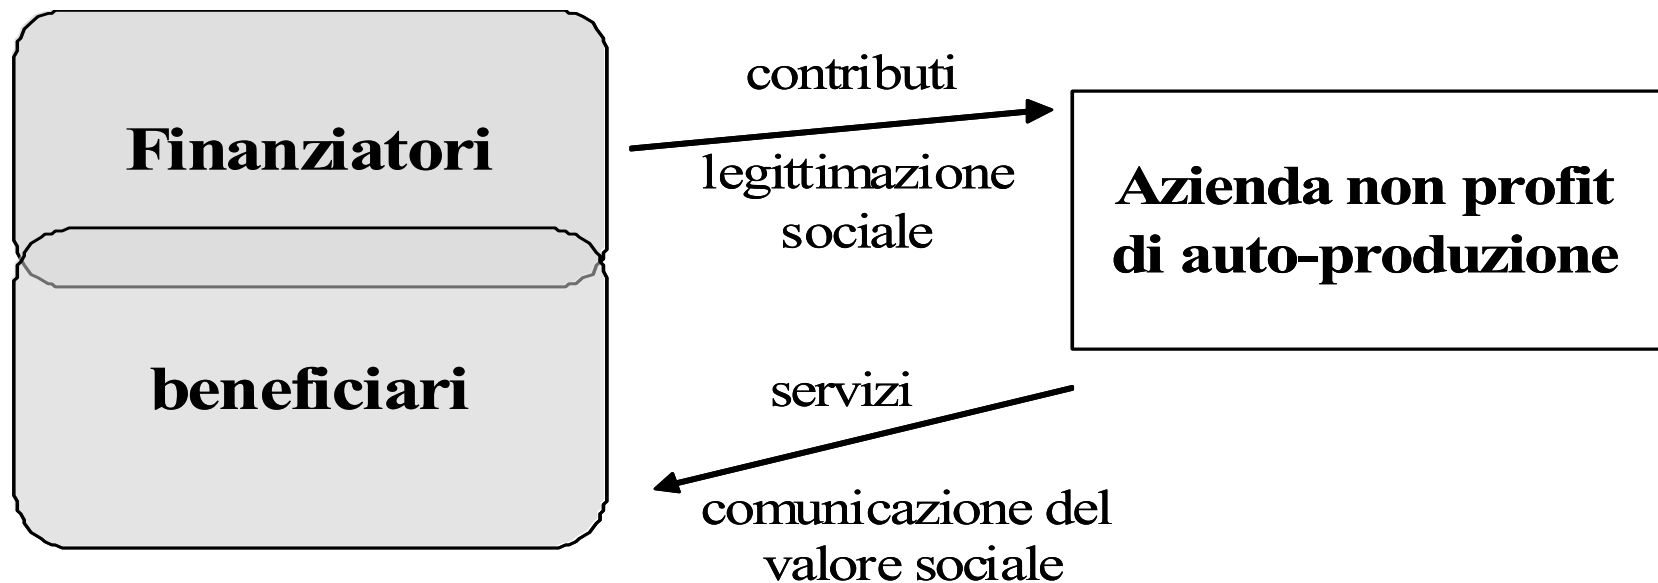 Finanziatori
beneficiari
contributi
legittimazione
sociale
Azienda non profit
di auto-produzione
servizi
comunicazione del
valore sociale